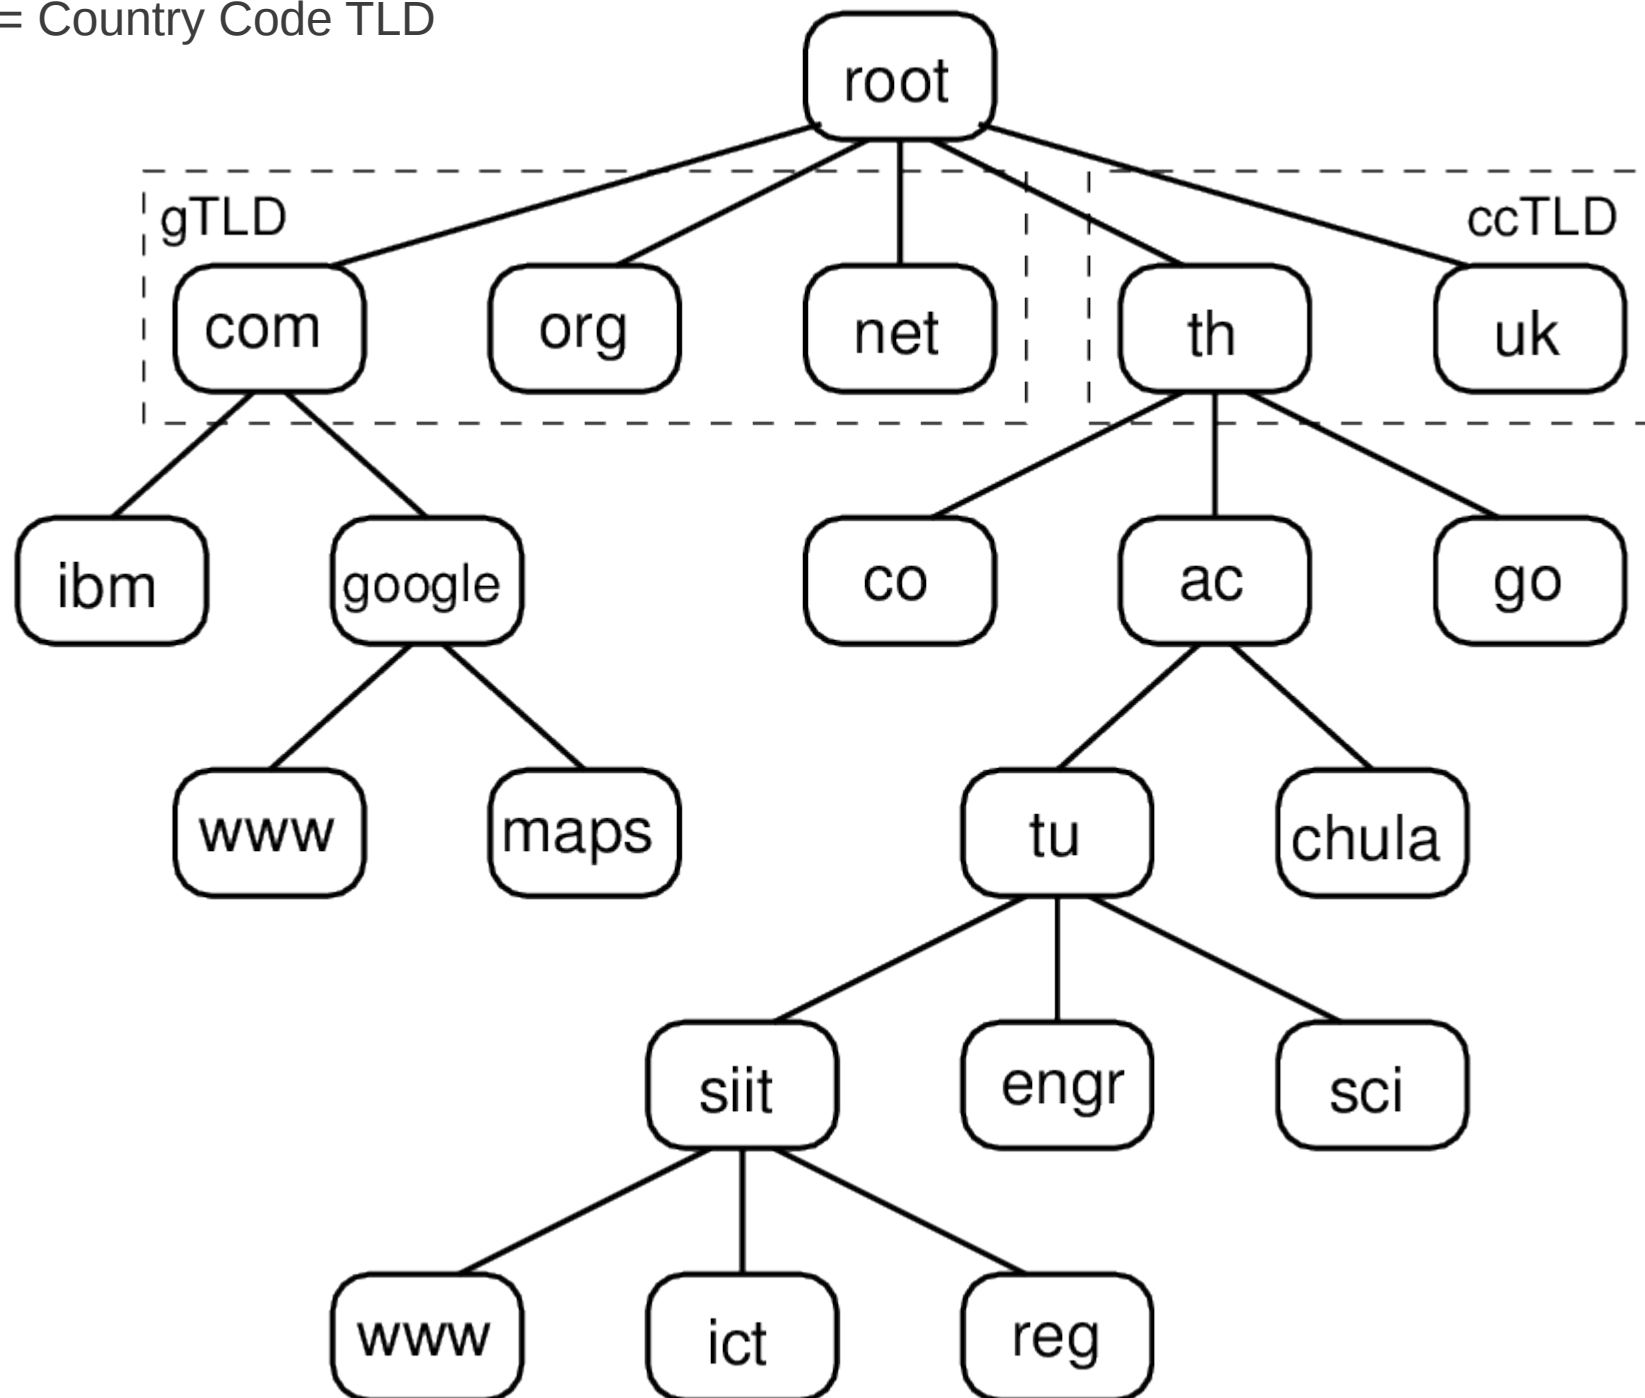 = Country Code TLD
root
gTLD
ccTLD
com
org
net
th
uk
ibm
google
co
ac
go
www
maps
tu
chula
siit
engr
sci
www
ict
reg